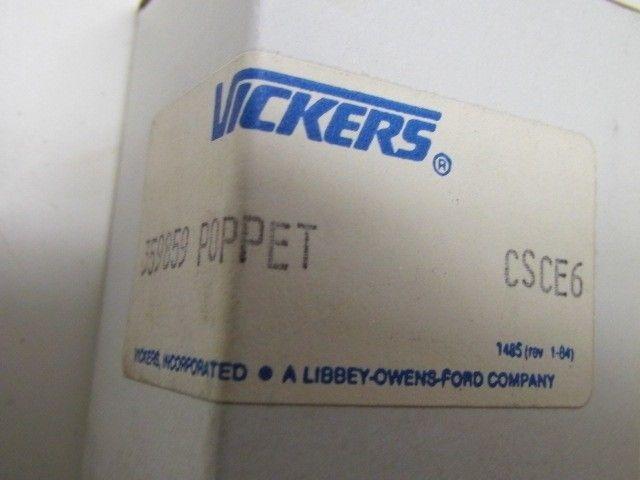 VICKERS®
359859 POPPET
CSCE6
1485 (rev 1-84)
VICKERS, INCORPORATED • A LIBBEY-OWENS-FORD COMPANY